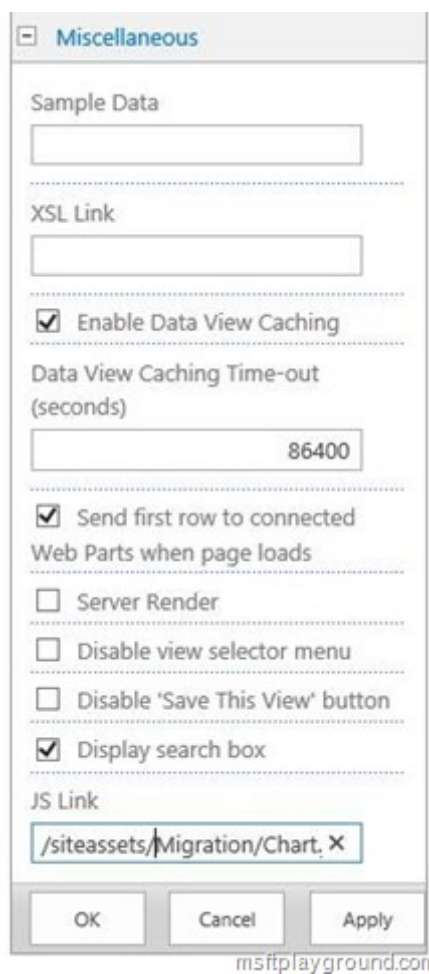 Miscellaneous
Sample Data
XSL Link
Enable Data View Caching
Data View Caching Time-out
(seconds)
86400
Send first row to connected
Web Parts when page loads
Server Render
Disable view selector menu
Disable 'Save This View' button
Display search box
JS Link
/siteassets/Migration/Chart.
OK Cancel Apply
msftplayground.com